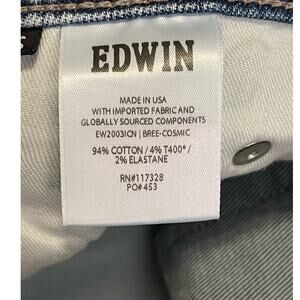 EDWIN
MADE IN USA
WITH IMPORTED FABRIC AND
GLOBALLY SOURCED COMPONENTS
EW2003ICN | BREE-COSMIC
94% COTTON / 4% T400® /
2% ELASTANE
RN#117328
PO#453